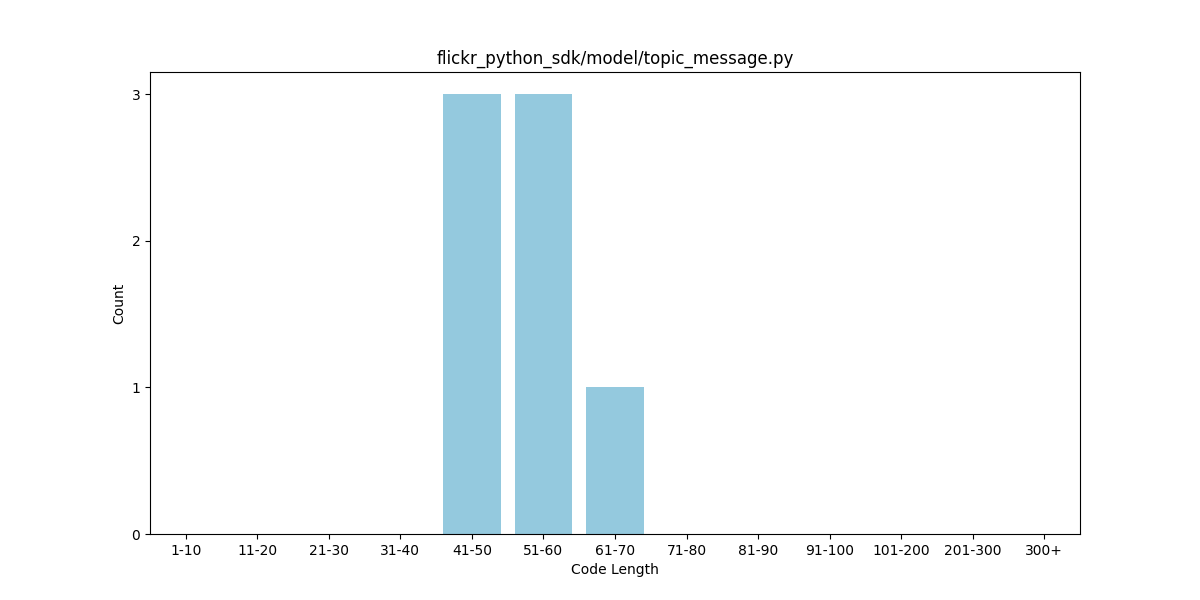 flickr_python_sdk/model/topic_message.py
3
2
1
0
Count
1-10 11-20 21-30 31-40 41-50 51-60 61-70 71-80 81-90 91-100 101-200 201-300 300+
Code Length